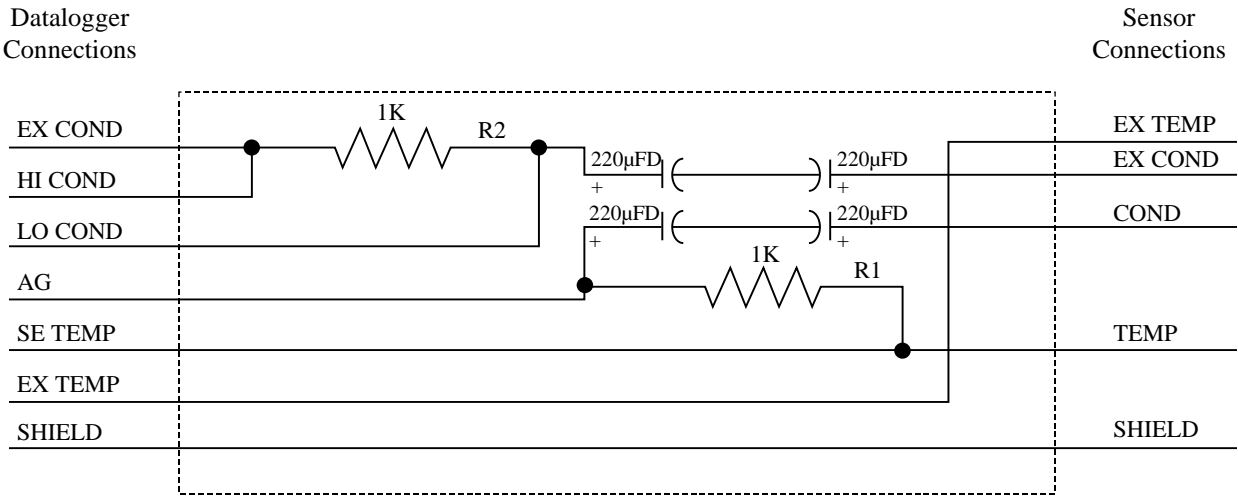 Datalogger
Connections
Sensor
Connections
1K
R2
EX COND
HI COND
LO COND
AG
SE TEMP
EX TEMP
SHIELD
220µFD
+
220µFD
+
220µFD
+
220µFD
+
1K
R1
EX TEMP
EX COND
COND
TEMP
SHIELD